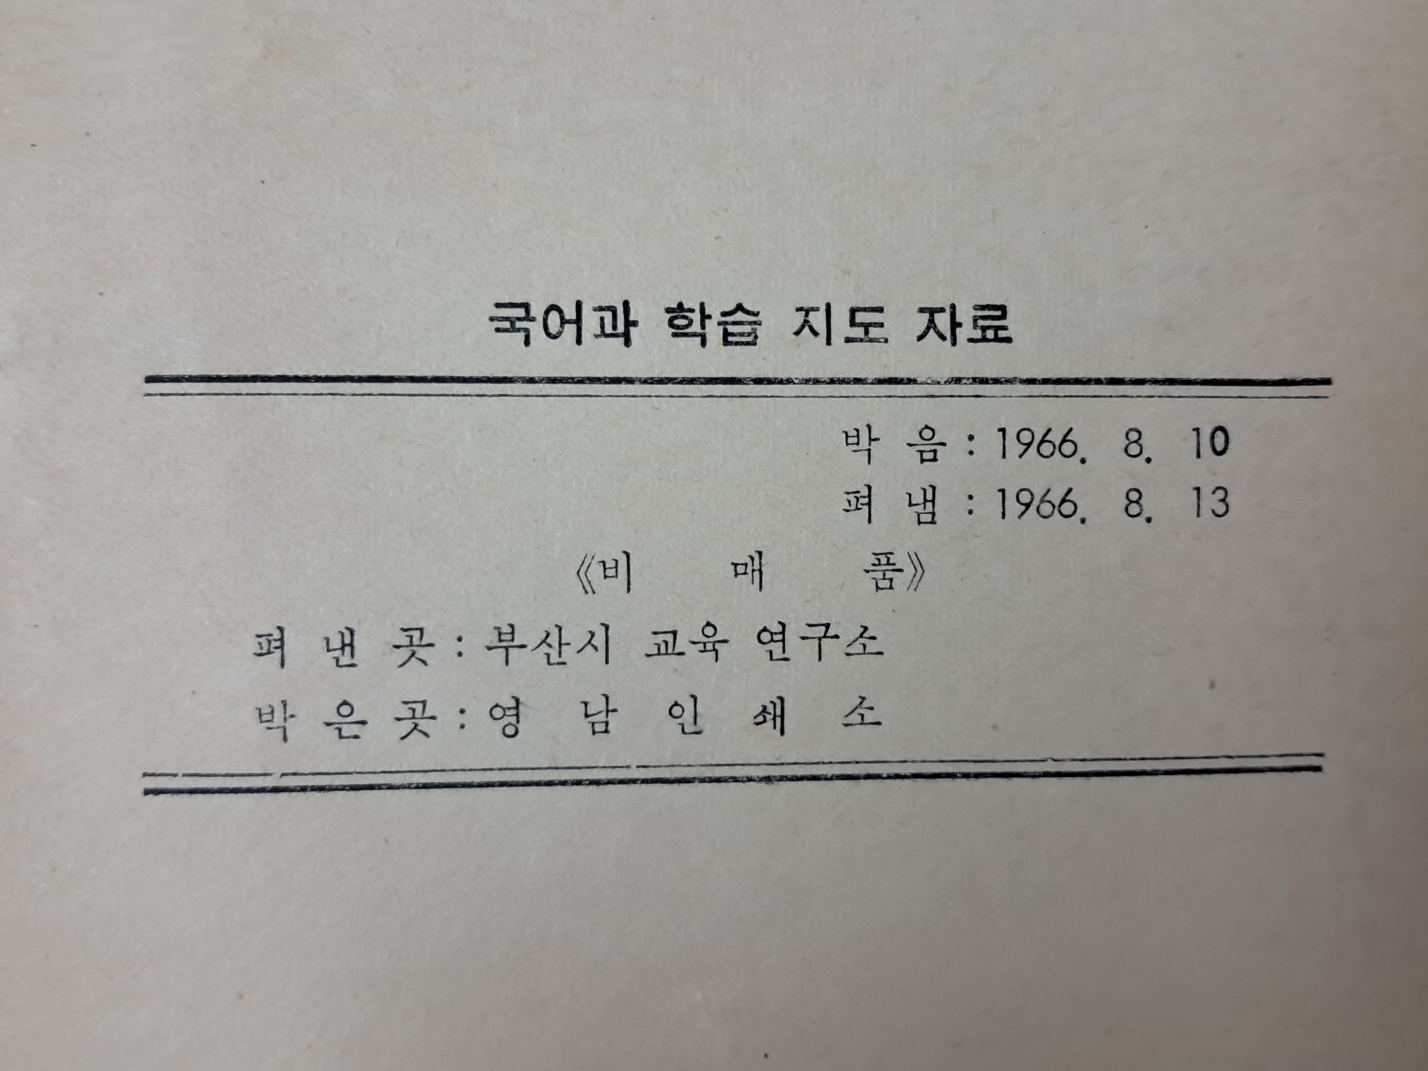 국어과 학습 지도 자료
박 음 : 1966. 8. 10
펴 냄 : 1966. 8. 13
《비 매 품》
펴 낸 곳 : 부산시 교육 연구소
박 은 곳 : 영 남 인 쇄 소